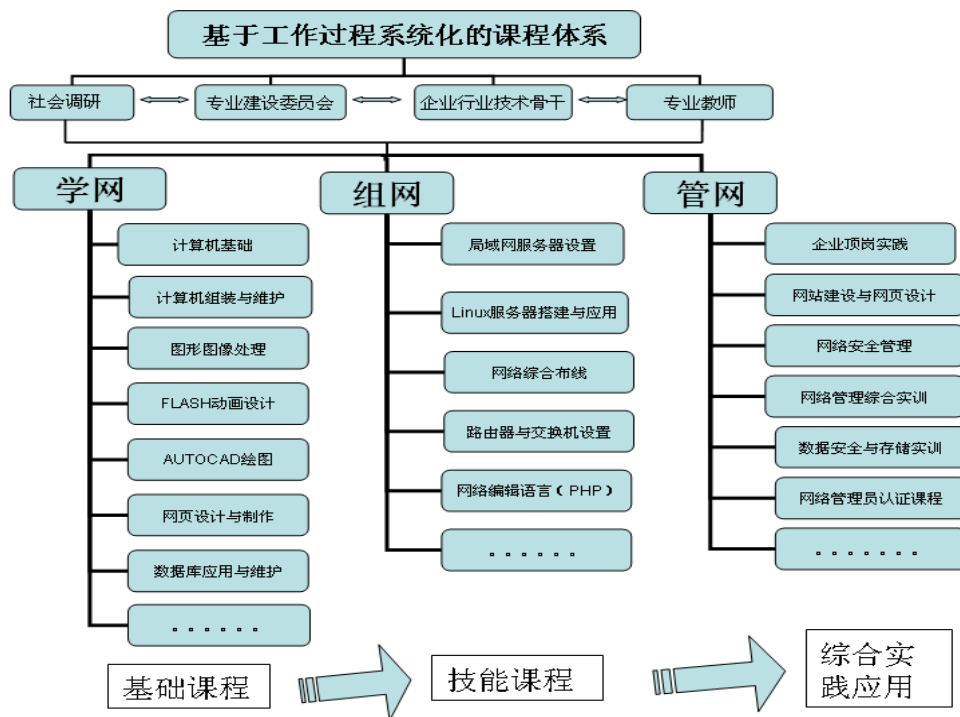 基于工作过程系统化的课程体系
社会调研
专业建设委员会
企业行业技术骨干
专业教师
学网
组网
管网
计算机基础
计算机组装与维护
图形图像处理
FLASH动画设计
AUTOCAD绘图
网页设计与制作
数据库应用与维护
。。。。。。
局域网服务器设置
Linux服务器搭建与应用
网络综合布线
路由器与交换机设置
网络编辑语言（PHP）
。。。。。。
企业顶岗实践
网站建设与网页设计
网络安全管理
网络管理综合实训
数据安全与存储实训
网络管理员认证课程
。。。。。。。
基础课程
技能课程
综合实
践应用